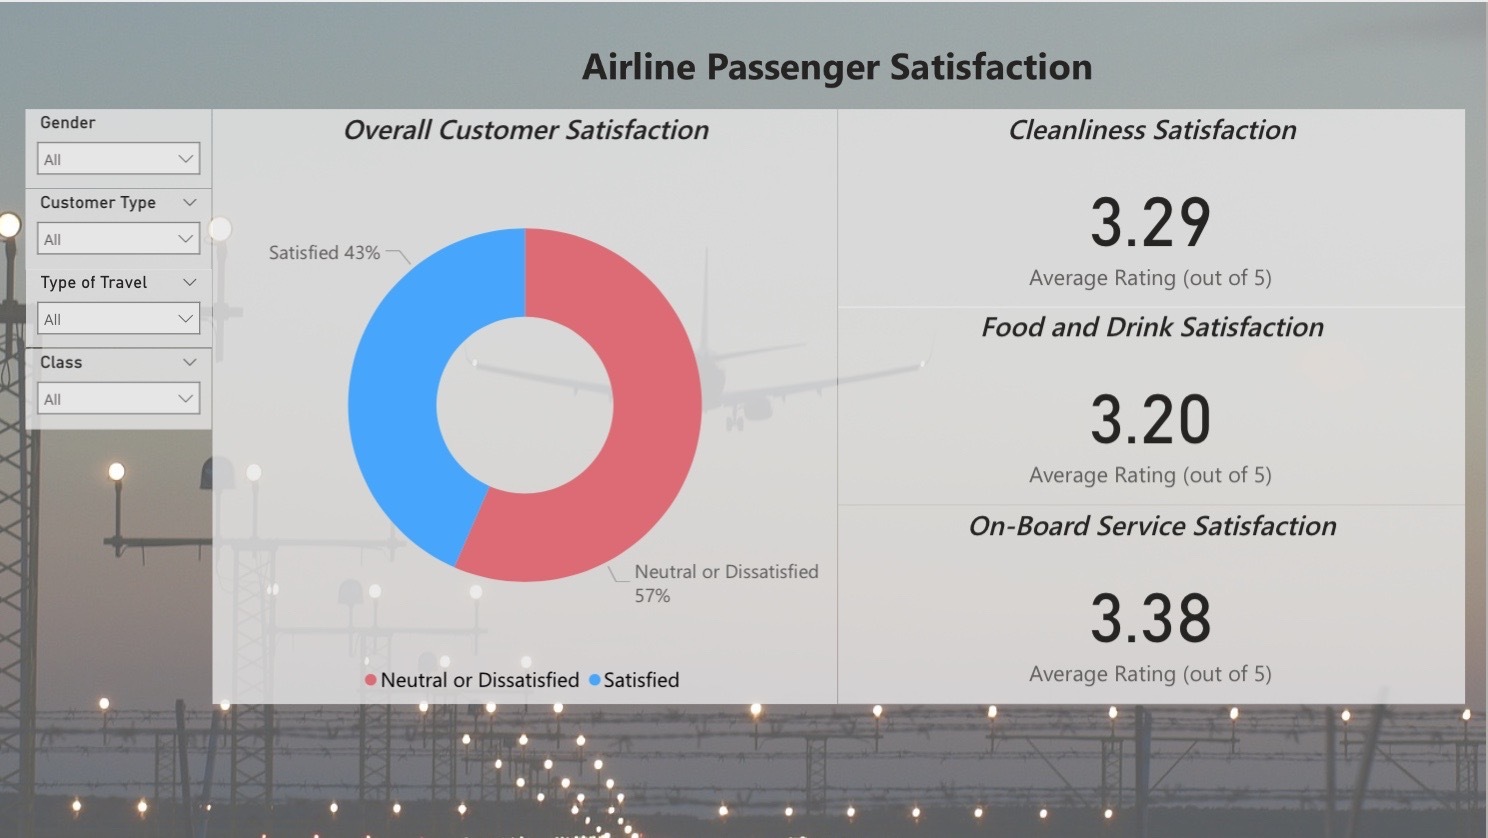 Airline Passenger Satisfaction
Gender
All
Customer Type
All
Type of Travel
All
Class
All
Overall Customer Satisfaction
Satisfied 43%
Neutral or Dissatisfied
57%
Neutral or Dissatisfied Satisfied
Cleanliness Satisfaction
3.29
Average Rating (out of 5)
Food and Drink Satisfaction
3.20
Average Rating (out of 5)
On-Board Service Satisfaction
3.38
Average Rating (out of 5)